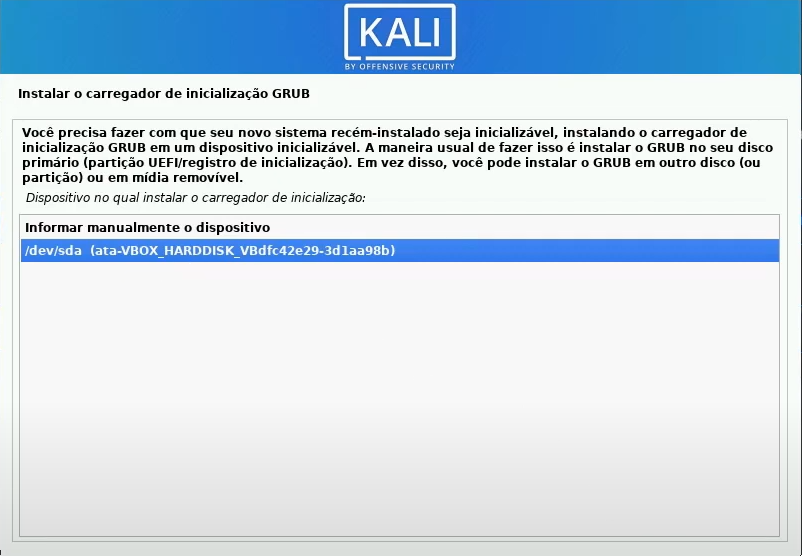 KALI
BY OFFENSIVE SECURITY
Instalar o carregador de inicialização GRUB
Você precisa fazer com que seu novo sistema recém-instalado seja inicializável, instalando o carregador de
inicialização GRUB em um dispositivo inicializável. A maneira usual de fazer isso é instalar o GRUB no seu disco
primário (partição UEFI/registro de inicialização). Em vez disso, você pode instalar o GRUB em outro disco (ou
partição) ou em mídia removível.
Dispositivo no qual instalar o carregador de inicialização:
Informar manualmente o dispositivo
/dev/sda (ata-VBOX_HARDDISK_VBdfc42e29-3d1aa98b)